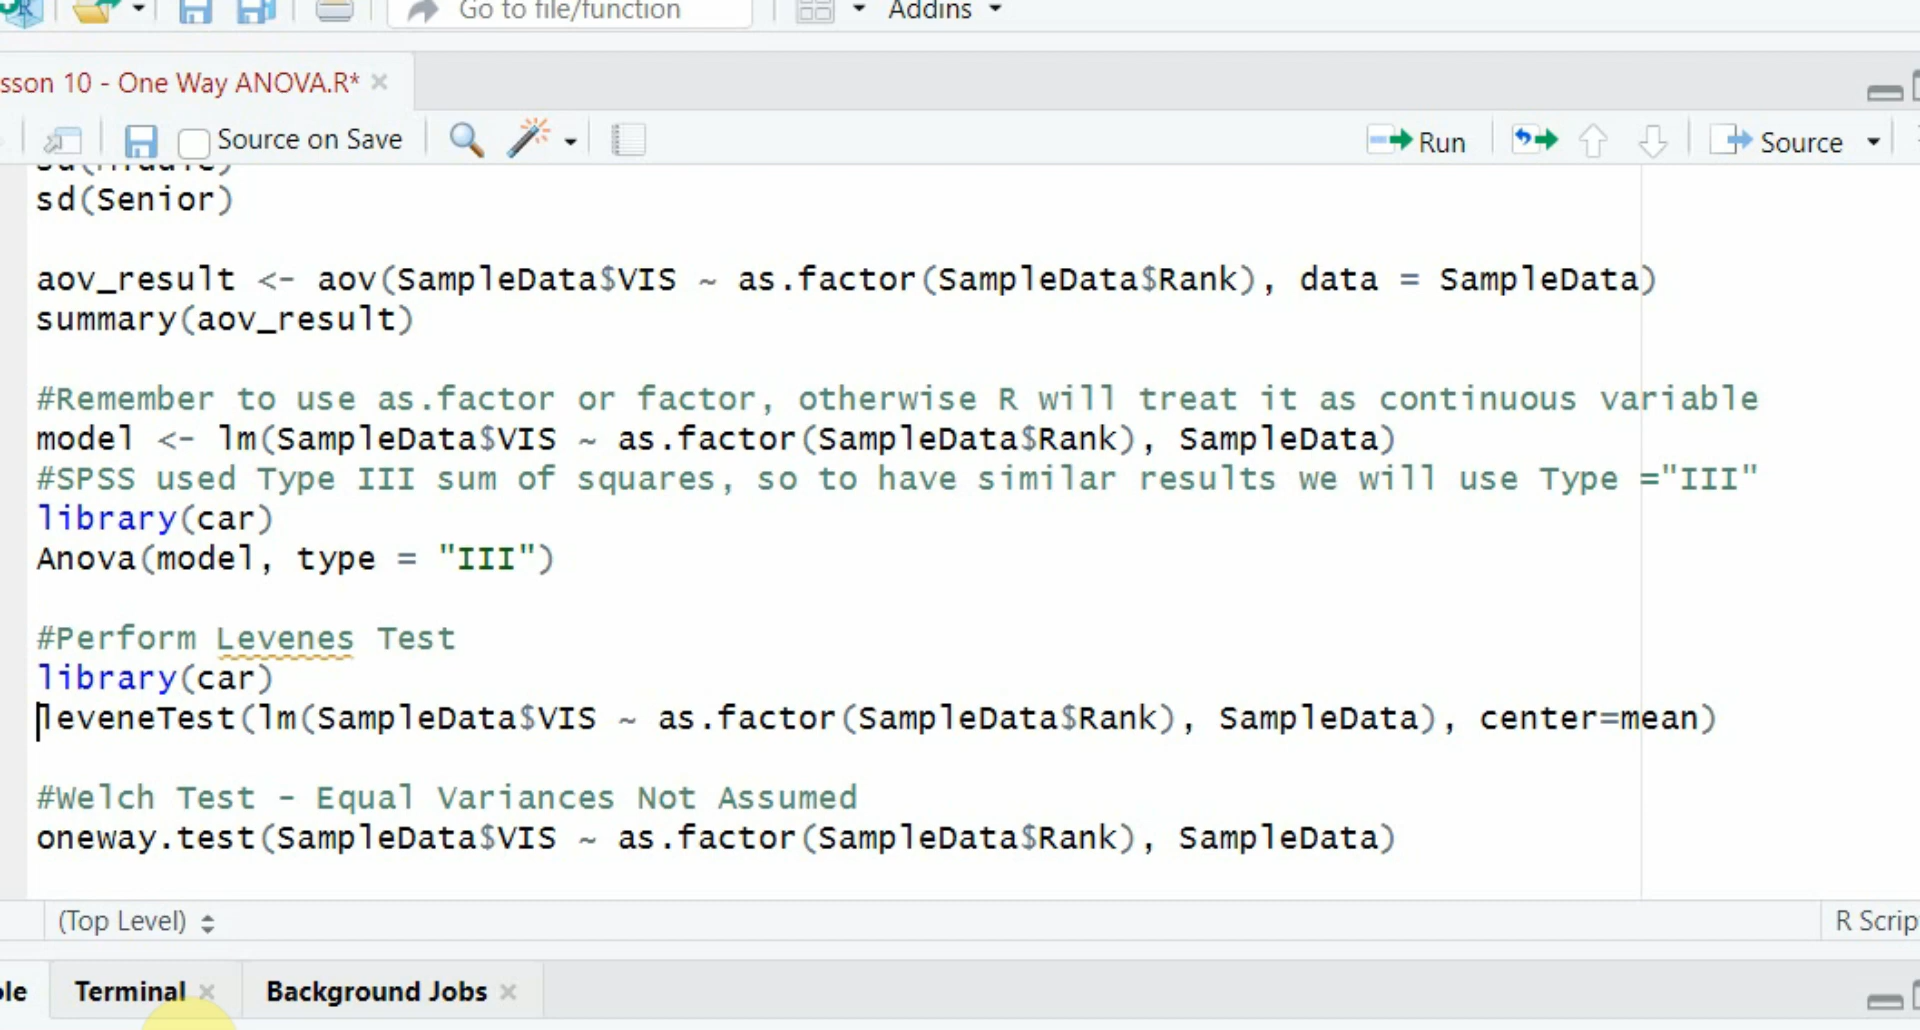 Go to file/function
Addins
sson 10 - One Way ANOVA.R*
Source on Save
Run
Source
sd(Senior)
aov_result <- aov(SampleData$VIS ~ as.factor(SampleData$Rank), data = SampleData)
summary(aov_result)
#Remember to use as.factor or factor, otherwise R will treat it as continuous variable
model <- lm(SampleData$VIS ~ as.factor(SampleData$Rank), SampleData)
#SPSS used Type III sum of squares, so to have similar results we will use Type ="III"
library(car)
Anova(model, type = "III")
#Perform Levenes Test
library(car)
leveneTest(lm(SampleData$VIS ~ as.factor(SampleData$Rank), SampleData), center=mean)
#Welch Test - Equal Variances Not Assumed
oneway.test(SampleData$VIS ~ as.factor(SampleData$Rank), SampleData)
(Top Level)
R Scrip
le
Terminal
Background Jobs